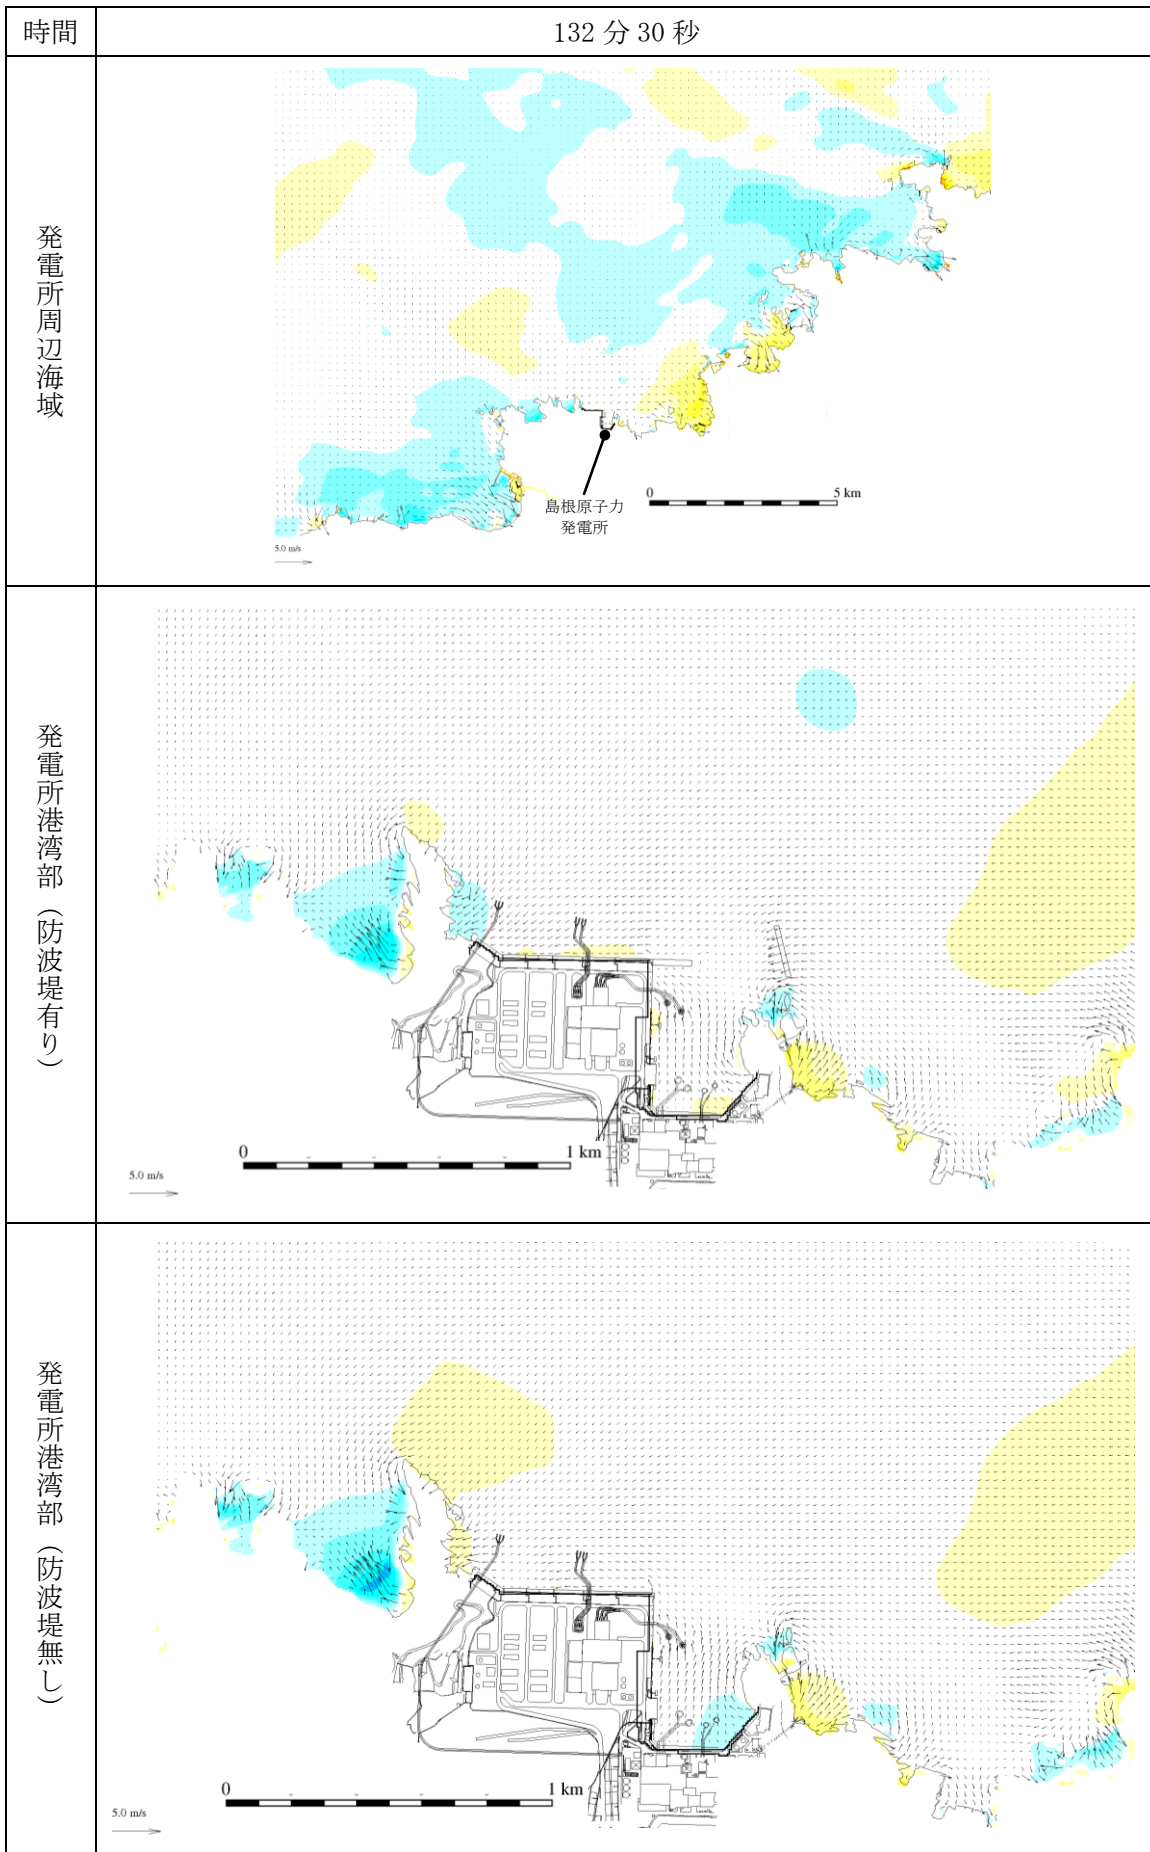 時間
132 分 30 秒
発電所周辺海域
島根原子力
発電所
0
5 km
5.0 m/s
発電所港湾部（防波堤有り）
0
1 km
5.0 m/s
発電所港湾部（防波堤無し）
0
1 km
5.0 m/s